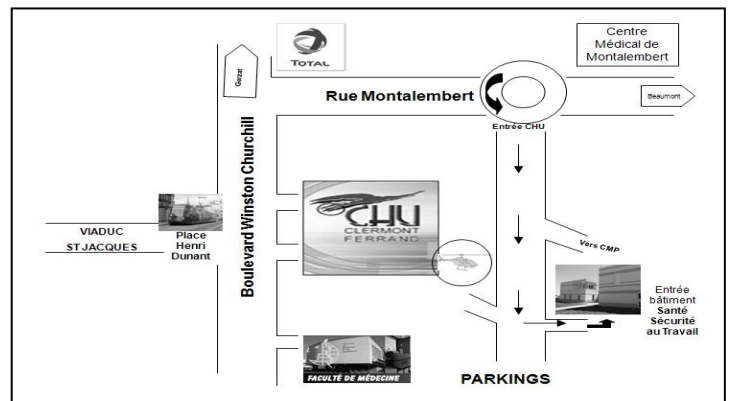 TOTAL
Centre
Médical de
Montalembert
Gerzat
Rue Montalembert
Beaumont
Entrée CHU
Boulevard Winston Churchill
CHU
CLERMONT
FERRAND
VIADUC
ST JACQUES
Place
Henri
Dunant
Vers CMP
Entrée
bâtiment
Santé
Sécurité
au Travail
FACULTÉ DE MÉDECINE
PARKINGS